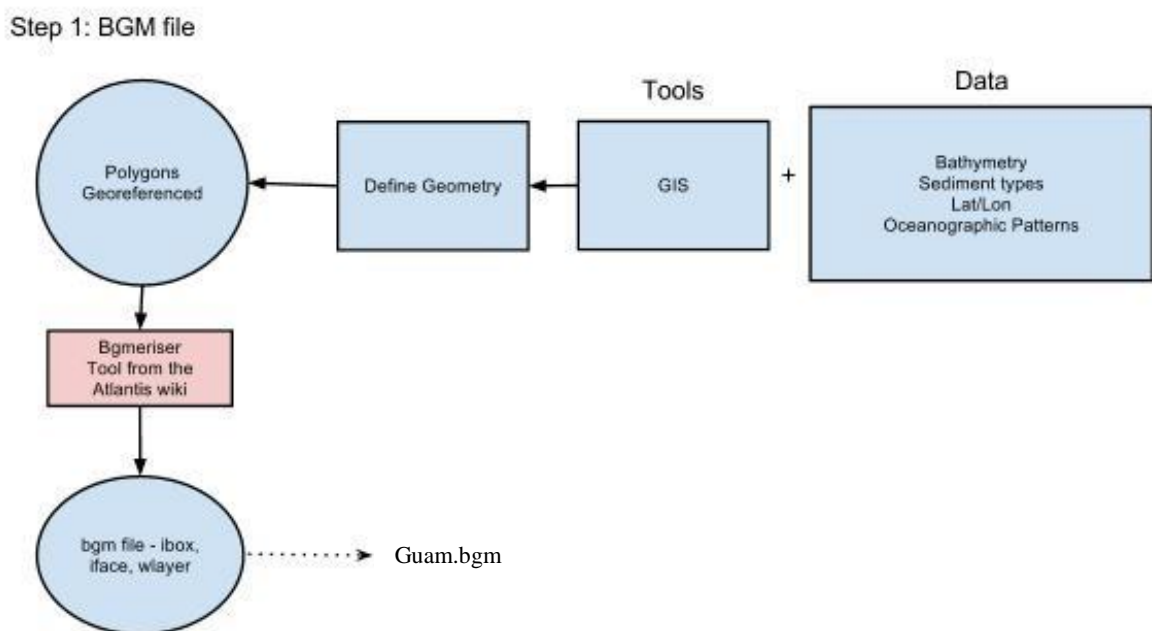 Step 1: BGM file
Tools
Data
Polygons
Georeferenced
Define Geometry
GIS
+
Bathymetry
Sediment types
Lat/Lon
Oceanographic Patterns
Bgmeriser
Tool from the
Atlantis wiki
bgm file - ibox,
iface, wlayer
Guam.bgm